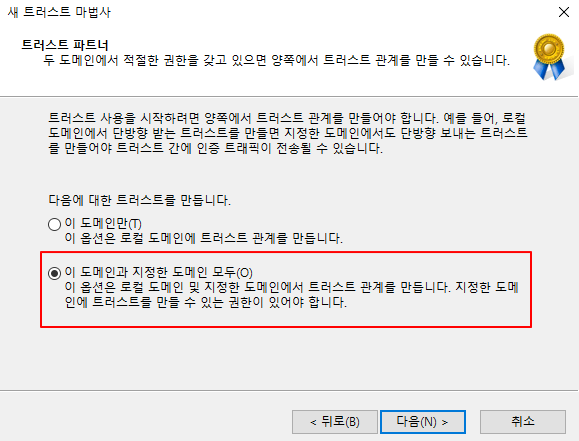 새 트러스트 마법사
트러스트 파트너
두 도메인에서 적절한 권한을 갖고 있으면 양쪽에서 트러스트 관계를 만들 수 있습니다.
트러스트 사용을 시작하려면 양쪽에서 트러스트 관계를 만들어야 합니다. 예를 들어, 로컬
도메인에서 단방향 받는 트러스트를 만들면 지정한 도메인에서도 단방향 보내는 트러스트
를 만들어야 트러스트 간에 인증 트래픽이 전송될 수 있습니다.
다음에 대한 트러스트를 만듭니다.
이 도메인만(T)
이 옵션은 로컬 도메인에 트러스트 관계를 만듭니다.
이 도메인과 지정한 도메인 모두(O)
이 옵션은 로컬 도메인 및 지정한 도메인에서 트러스트 관계를 만듭니다. 지정한 도메
인에 트러스트를 만들 수 있는 권한이 있어야 합니다.
< 뒤로(B) 다음(N) > 취소